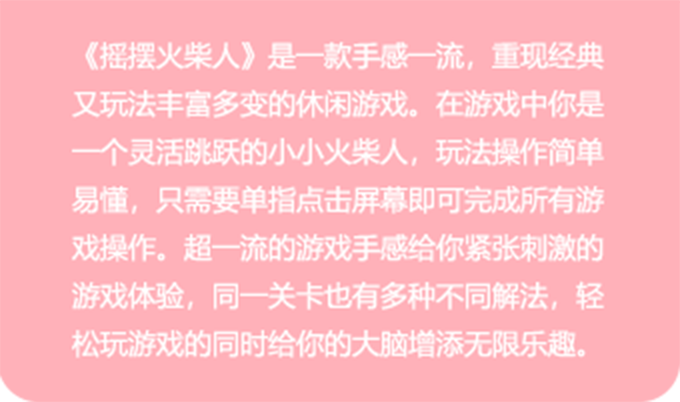 《摇摆火柴人》是一款手感一流，重现经典
又玩法丰富多变的休闲游戏。在游戏中你是
一个灵活跳跃的小小火柴人，玩法操作简单
易懂，只需要单指点击屏幕即可完成所有游
戏操作。超一流的游戏手感给你紧张刺激的
游戏体验，同一关卡也有多种不同解法，轻
松玩游戏的同时给你的大脑增添无限乐趣。